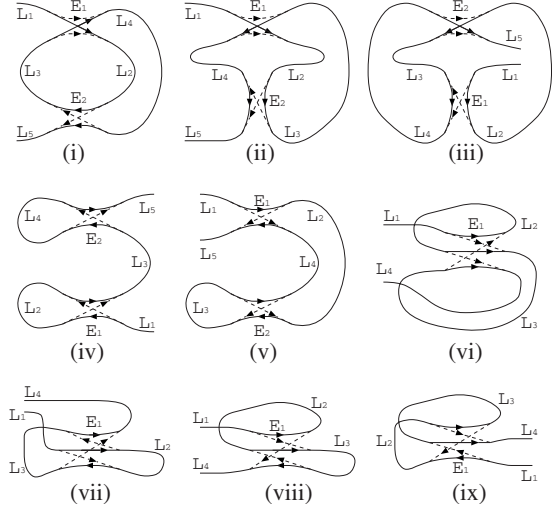 L₁ E₁ L₄ L₁ E₁ E₂ L₅
L₃ L₂ L₄ L₂ L₃ L₁
E₂ E₂ E₁
L₅ L₅ L₃ L₄ L₂
(i) (ii) (iii)
L₄ L₅ L₁ E₁ L₂ L₁ E₁ L₂
E₂ L₅
L₃ L₄ L₄
L₂ L₃
E₁ L₁ E₂ L₃
(iv) (v) (vi)
L₄ L₂ L₃
L₁ E₁ L₁ E₁ L₃ L₄
L₂ L₂
L₃ L₄ E₁ L₁
(vii) (viii) (ix)